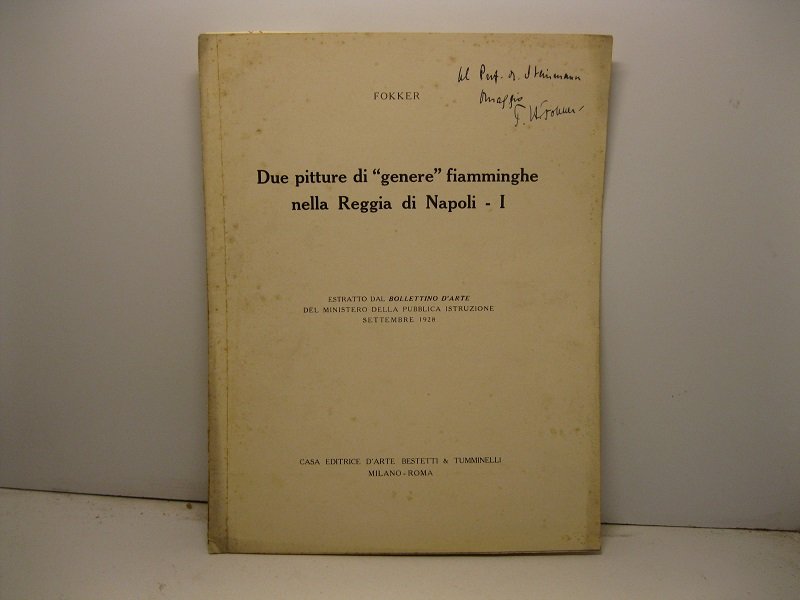 Al Prof. dr. Steinmann
omaggio
T. H. Fokker
FOKKER
Due pitture di “genere” fiamminghe
nella Reggia di Napoli - I
ESTRATTO DAL BOLLETTINO D'ARTE
DEL MINISTERO DELLA PUBBLICA ISTRUZIONE
SETTEMBRE 1928
CASA EDITRICE D'ARTE BESTETTI & TUMMINELLI
MILANO-ROMA